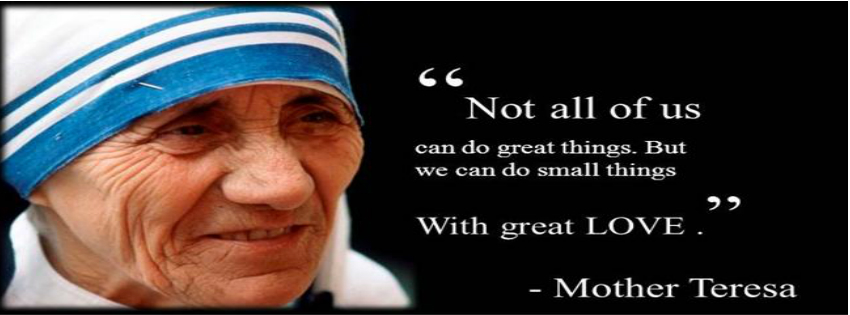 “
Not all of us
can do great things. But
we can do small things
”
With great LOVE .
- Mother Teresa